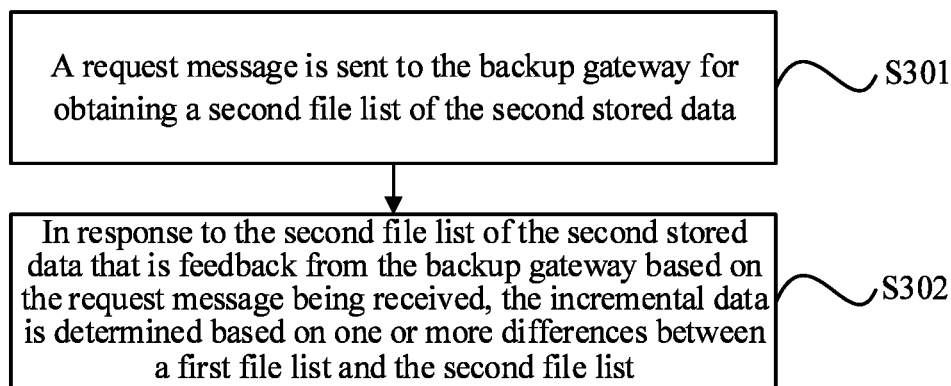 A request message is sent to the backup gateway for
obtaining a second file list of the second stored data
S301
In response to the second file list of the second stored
data that is feedback from the backup gateway based on
the request message being received, the incremental data
is determined based on one or more differences between
a first file list and the second file list
S302